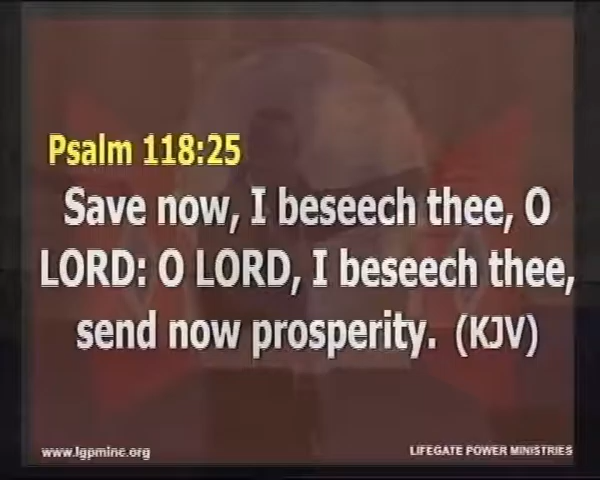 Psalm 118:25
Save now, I beseech thee, O
LORD: O LORD, I beseech thee,
send now prosperity. (KJV)
www.lgpminc.org
LIFEGATE POWER MINISTRIES